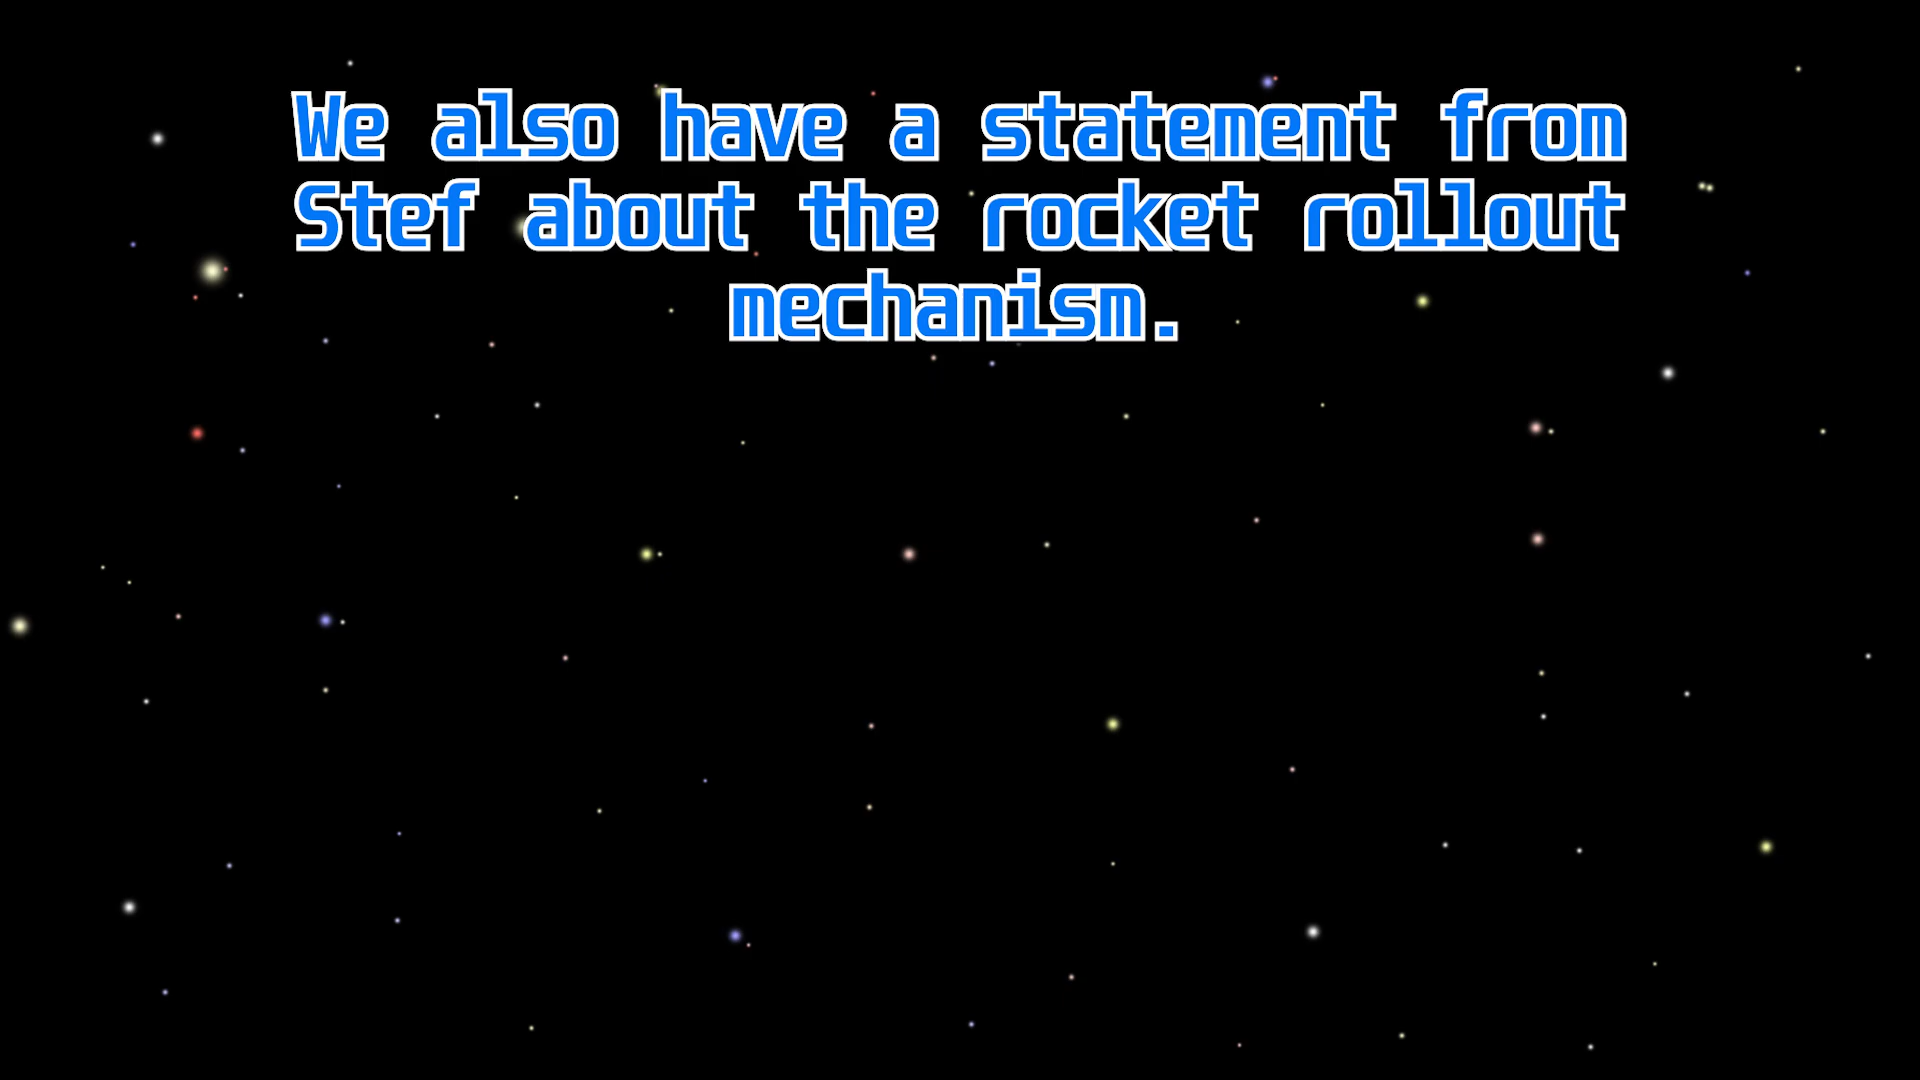 We also have a statement from
Stef about the rocket rollout
mechanism.